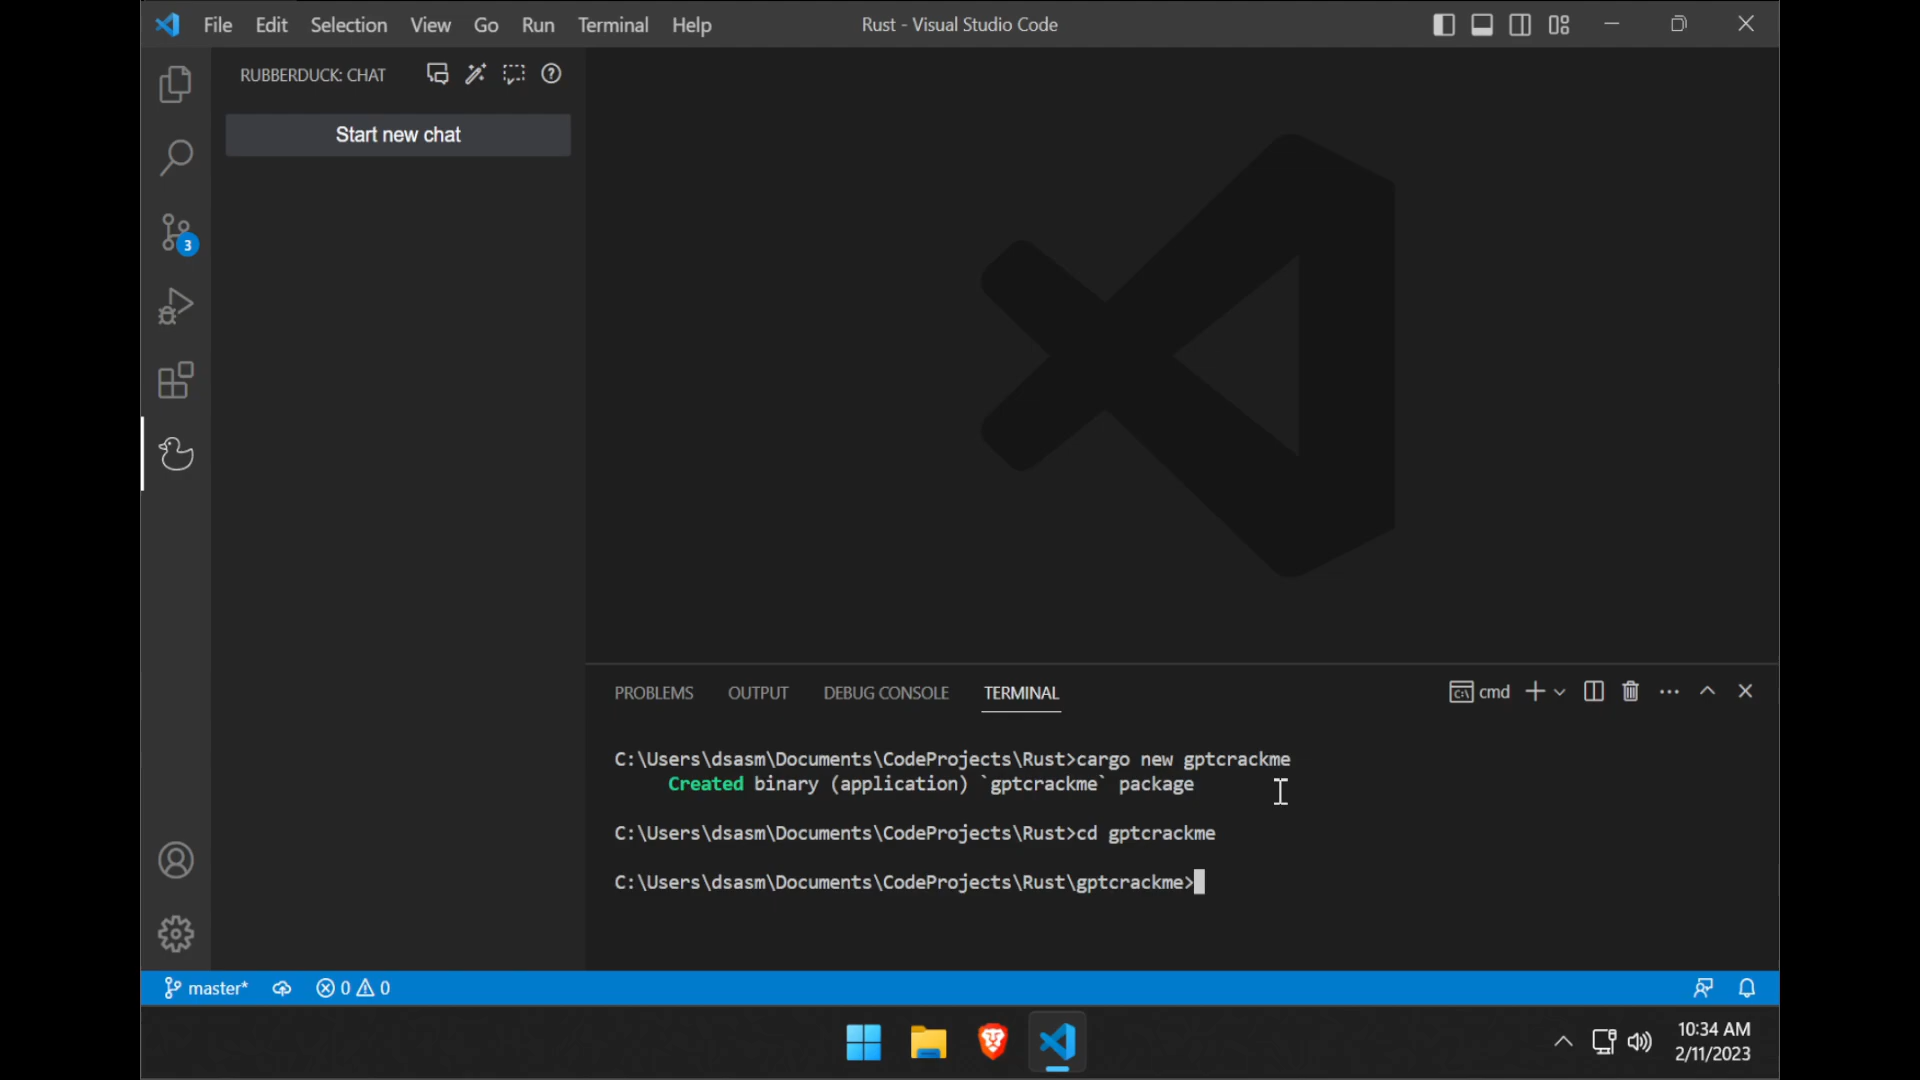 File Edit Selection View Go Run Terminal Help
Rust - Visual Studio Code
RUBBERDUCK: CHAT
Start new chat
3
PROBLEMS OUTPUT DEBUG CONSOLE TERMINAL
cmd
C:\Users\dsasm\Documents\CodeProjects\Rust>cargo new gptcrackme
Created binary (application) `gptcrackme` package
C:\Users\dsasm\Documents\CodeProjects\Rust>cd gptcrackme
C:\Users\dsasm\Documents\CodeProjects\Rust\gptcrackme>
master* 0 0
10:34 AM
2/11/2023